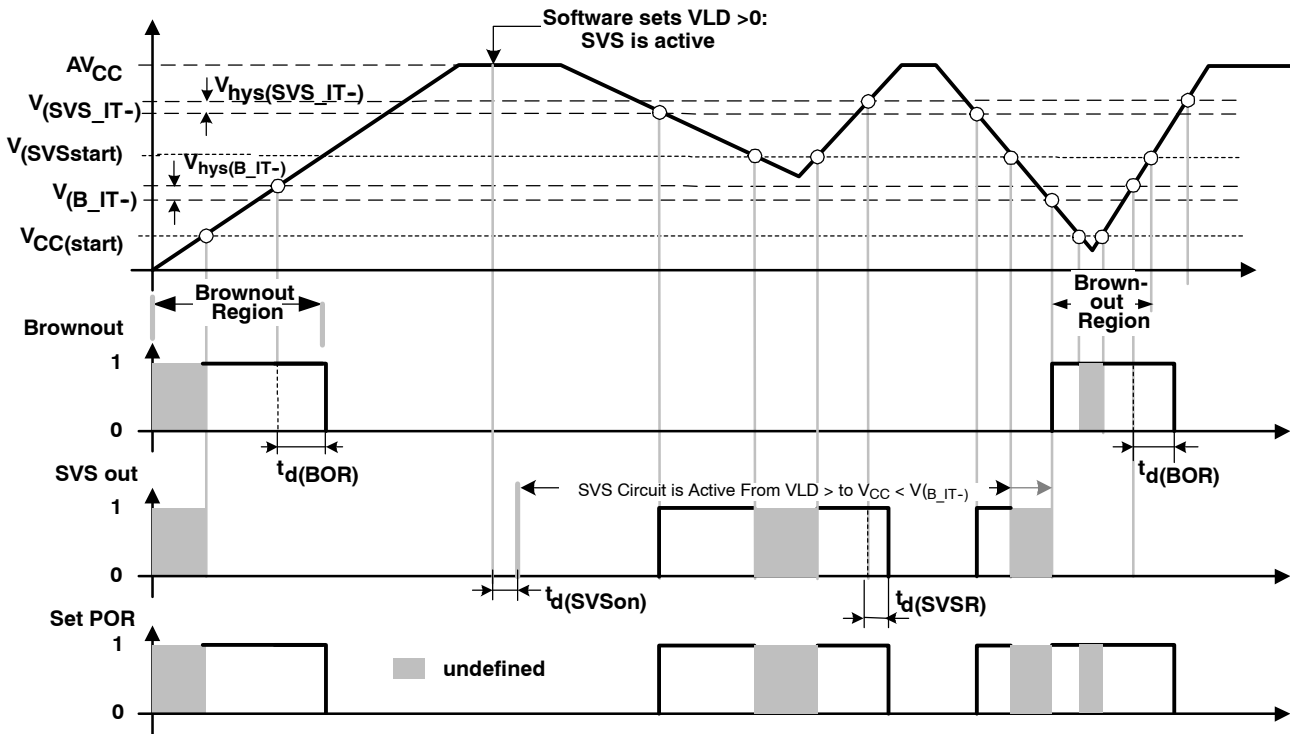 Software sets VLD >0:
SVS is active
AVCC
Vhys(SVS_IT-)
V(SVS_IT-)
V(SVSstart)
Vhys(B_IT-)
V(B_IT-)
VCC(start)
Brownout
Region
Brown-
out
Region
Brownout
1
0
td(BOR)
td(BOR)
SVS out
SVS Circuit is Active From VLD > to VCC < V(B_IT-)
1
0
td(SVSon)
td(SVSR)
Set POR
1
undefined
0